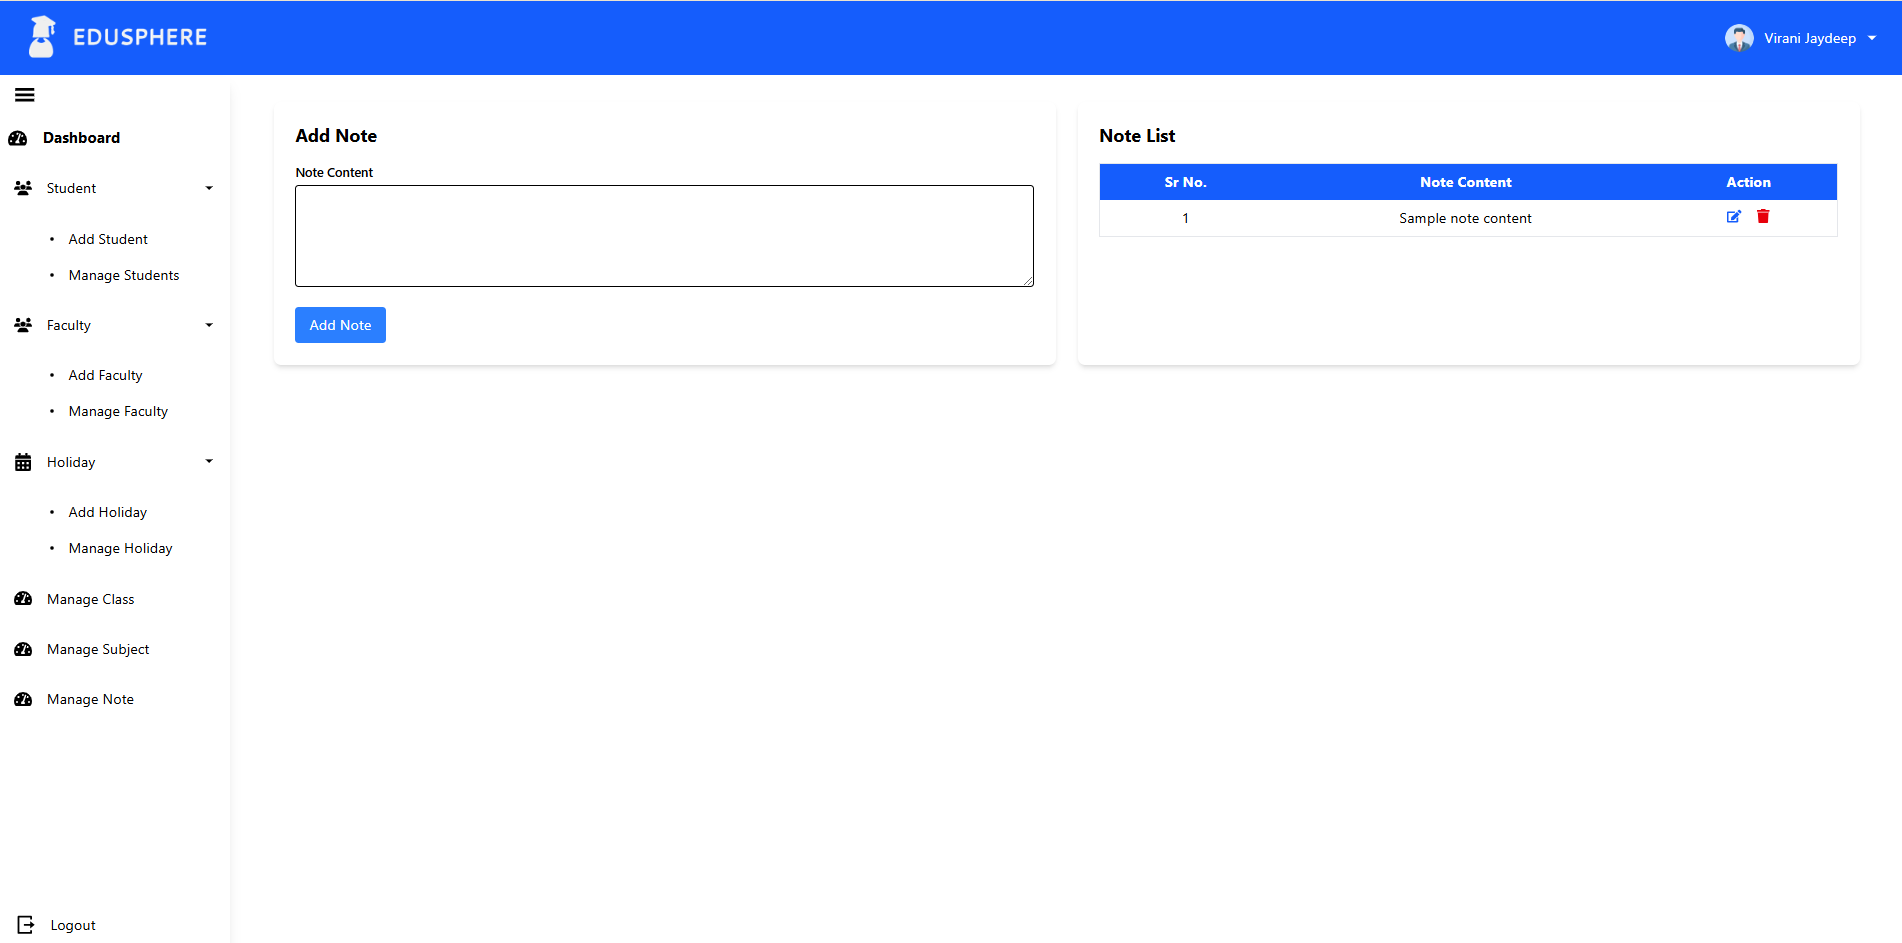 EDUSPHERE
Virani Jaydeep
Dashboard
Student
• Add Student
• Manage Students
Faculty
• Add Faculty
• Manage Faculty
Holiday
• Add Holiday
• Manage Holiday
Manage Class
Manage Subject
Manage Note
Logout
Add Note
Note Content
Add Note
Note List
Sr No. Note Content Action
1 Sample note content